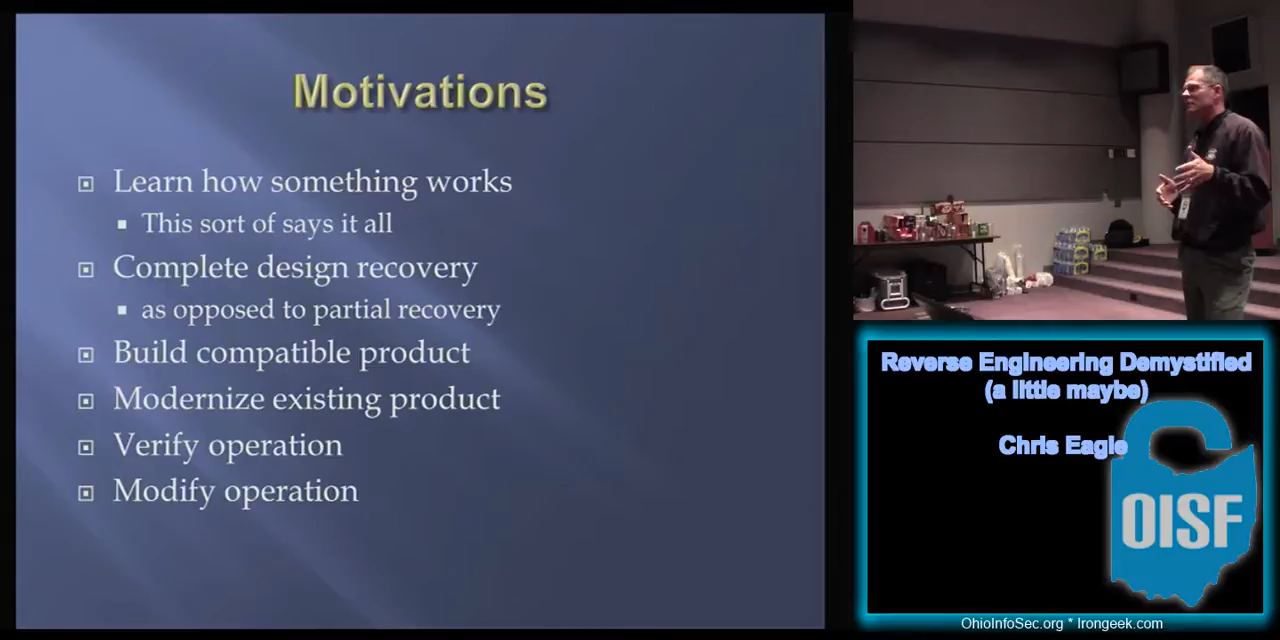 Motivations
Learn how something works
This sort of says it all
Complete design recovery
as opposed to partial recovery
Build compatible product
Modernize existing product
Verify operation
Modify operation
Reverse Engineering Demystified
(a little maybe)
Chris Eagle
OISF
OhioInfoSec.org * Irongeek.com